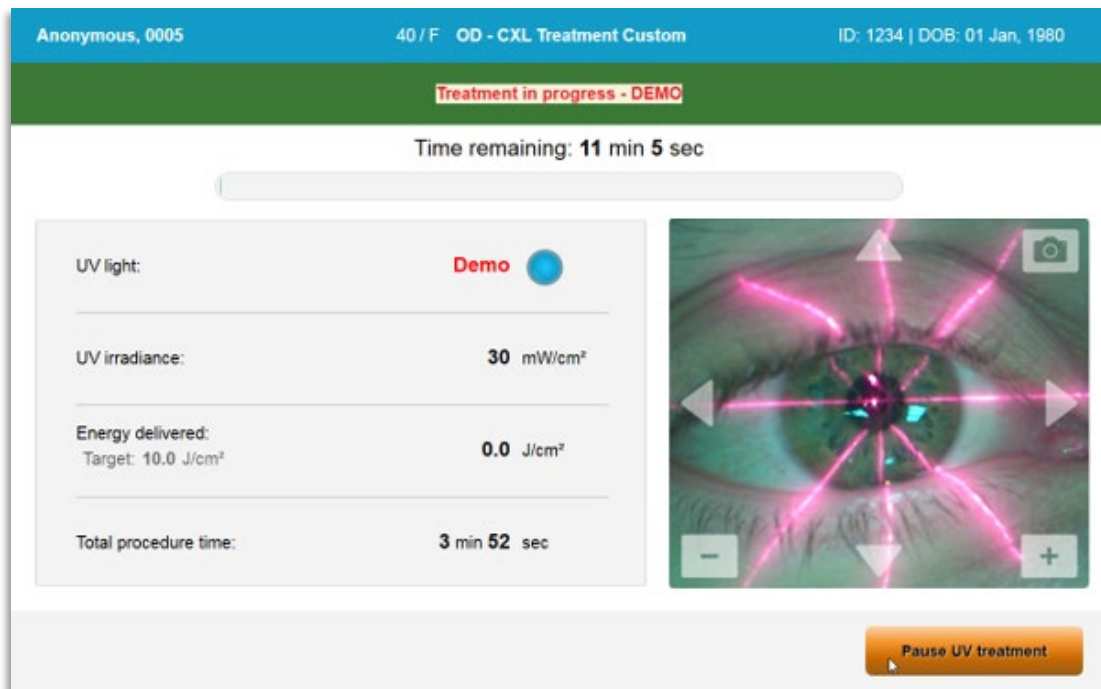 Anonymous, 0005 40 / F OD - CXL Treatment Custom ID: 1234 | DOB: 01 Jan, 1980
Treatment in progress - DEMO
Time remaining: 11 min 5 sec
UV light: Demo
UV irradiance: 30 mW/cm²
Energy delivered:
Target: 10.0 J/cm² 0.0 J/cm²
Total procedure time: 3 min 52 sec
Pause UV treatment